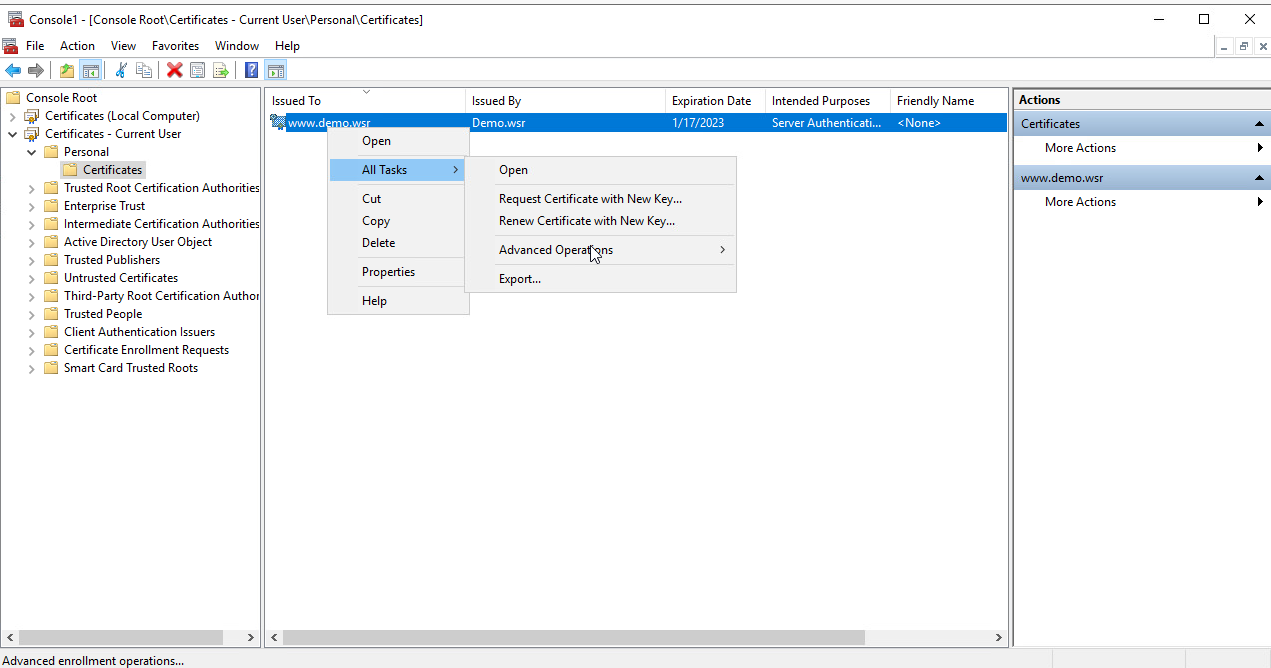 Console1 - [Console Root\Certificates - Current User\Personal\Certificates]
File Action View Favorites Window Help
Console Root
Certificates (Local Computer)
Certificates - Current User
Personal
Certificates
Trusted Root Certification Authorities
Enterprise Trust
Intermediate Certification Authorities
Active Directory User Object
Trusted Publishers
Untrusted Certificates
Third-Party Root Certification Author
Trusted People
Client Authentication Issuers
Certificate Enrollment Requests
Smart Card Trusted Roots
Issued To Issued By Expiration Date Intended Purposes Friendly Name
www.demo.wsr Demo.wsr 1/17/2023 Server Authenticati... <None>
Open
All Tasks
Cut
Copy
Delete
Properties
Help
Open
Request Certificate with New Key...
Renew Certificate with New Key...
Advanced Operations
Export...
Actions
Certificates
More Actions
www.demo.wsr
More Actions
Advanced enrollment operations...